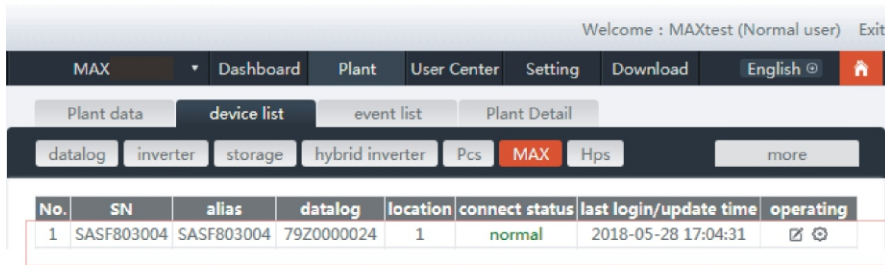 Welcome : MAXtest (Normal user) Exit
MAX Dashboard Plant User Center Setting Download English
Plant data device list event list Plant Detail
datalog inverter storage hybrid inverter Pcs MAX Hps more
No. SN alias datalog location connect status last login/update time operating
1 SASF803004 SASF803004 79Z0000024 1 normal 2018-05-28 17:04:31